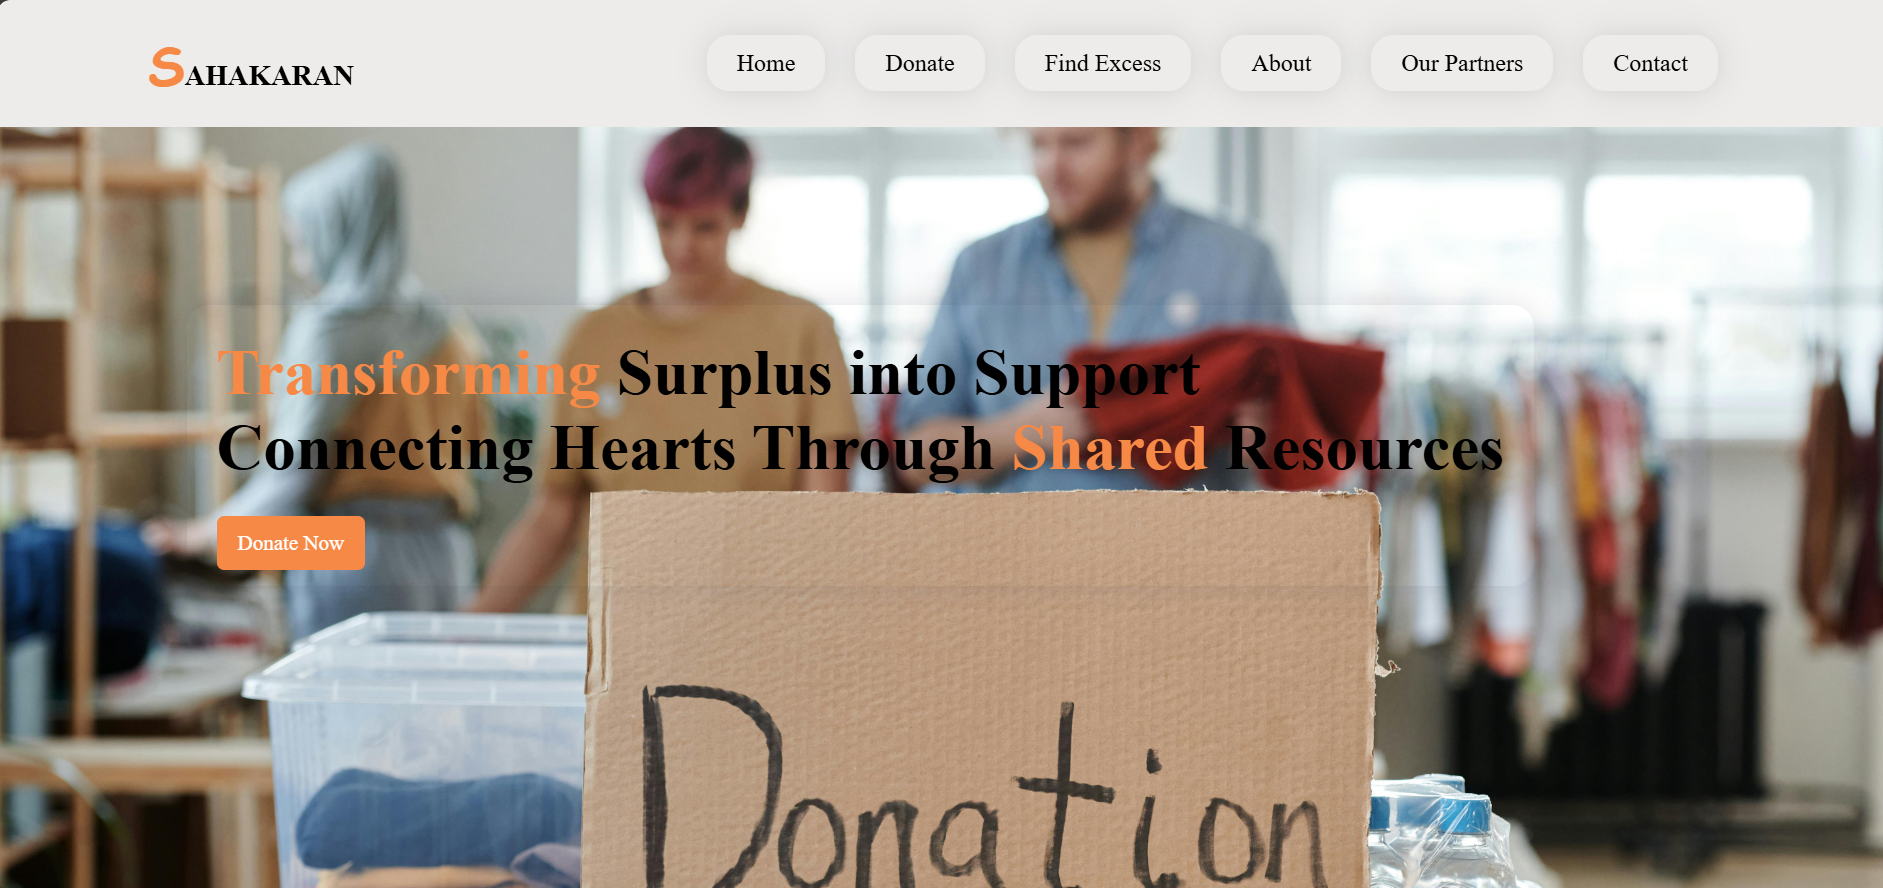 SAHAKARAN
Home
Donate
Find Excess
About
Our Partners
Contact
Transforming Surplus into Support
Connecting Hearts Through Shared Resources
Donate Now
Donation